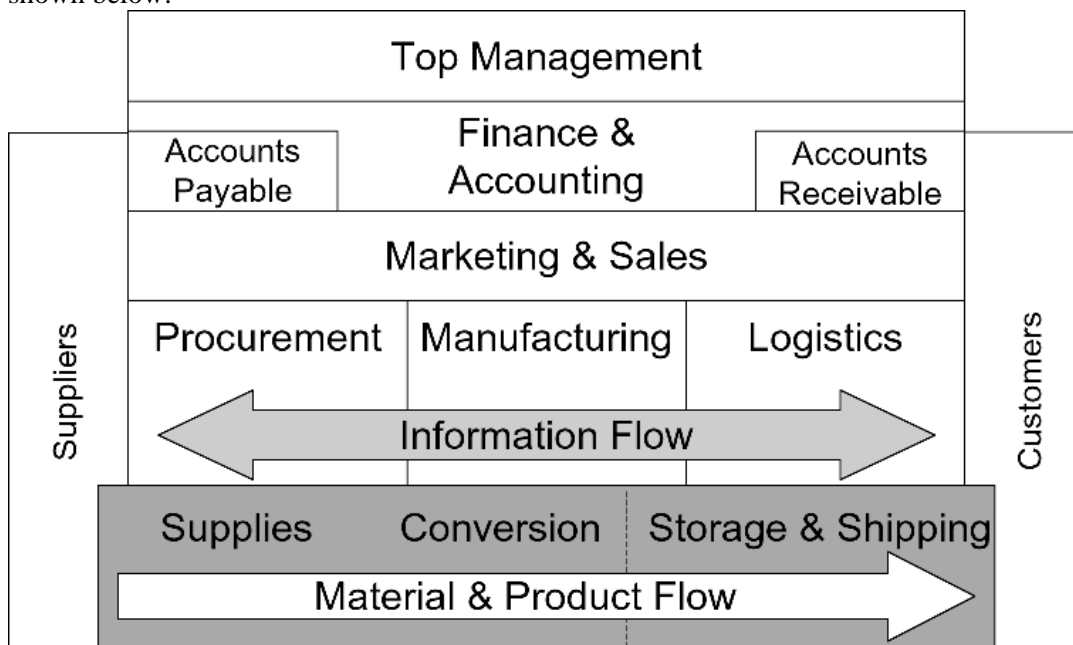 shown below:
Top Management
Finance &
Accounting
Accounts
Payable
Accounts
Receivable
Marketing & Sales
Suppliers
Procurement
Manufacturing
Logistics
Customers
Information Flow
Supplies
Conversion
Storage & Shipping
Material & Product Flow